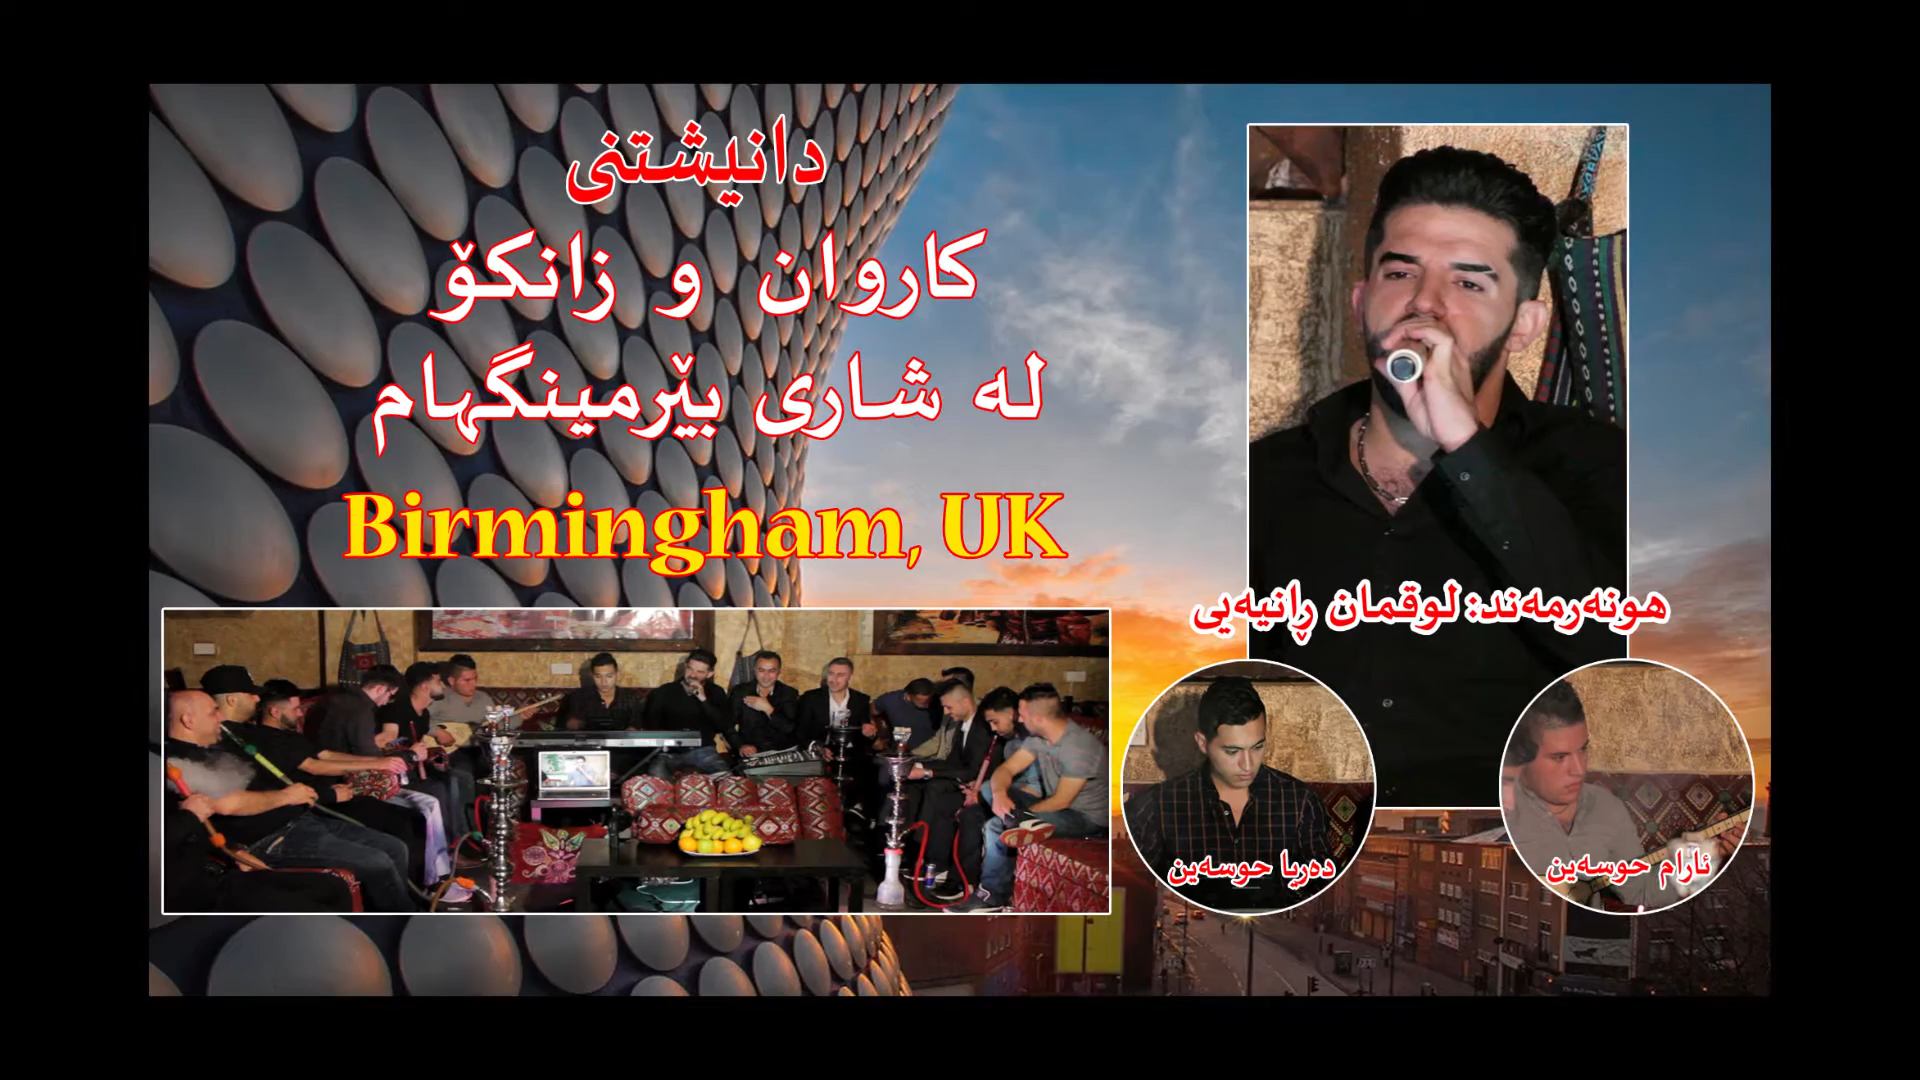 دانیشتنی
کاروان و زانکۆ
لە شاری بێرمینگهام
Birmingham, UK
هونەرمەند: لوقمان ڕانیەیی
دەریا حوسەین
ئارام حوسەین